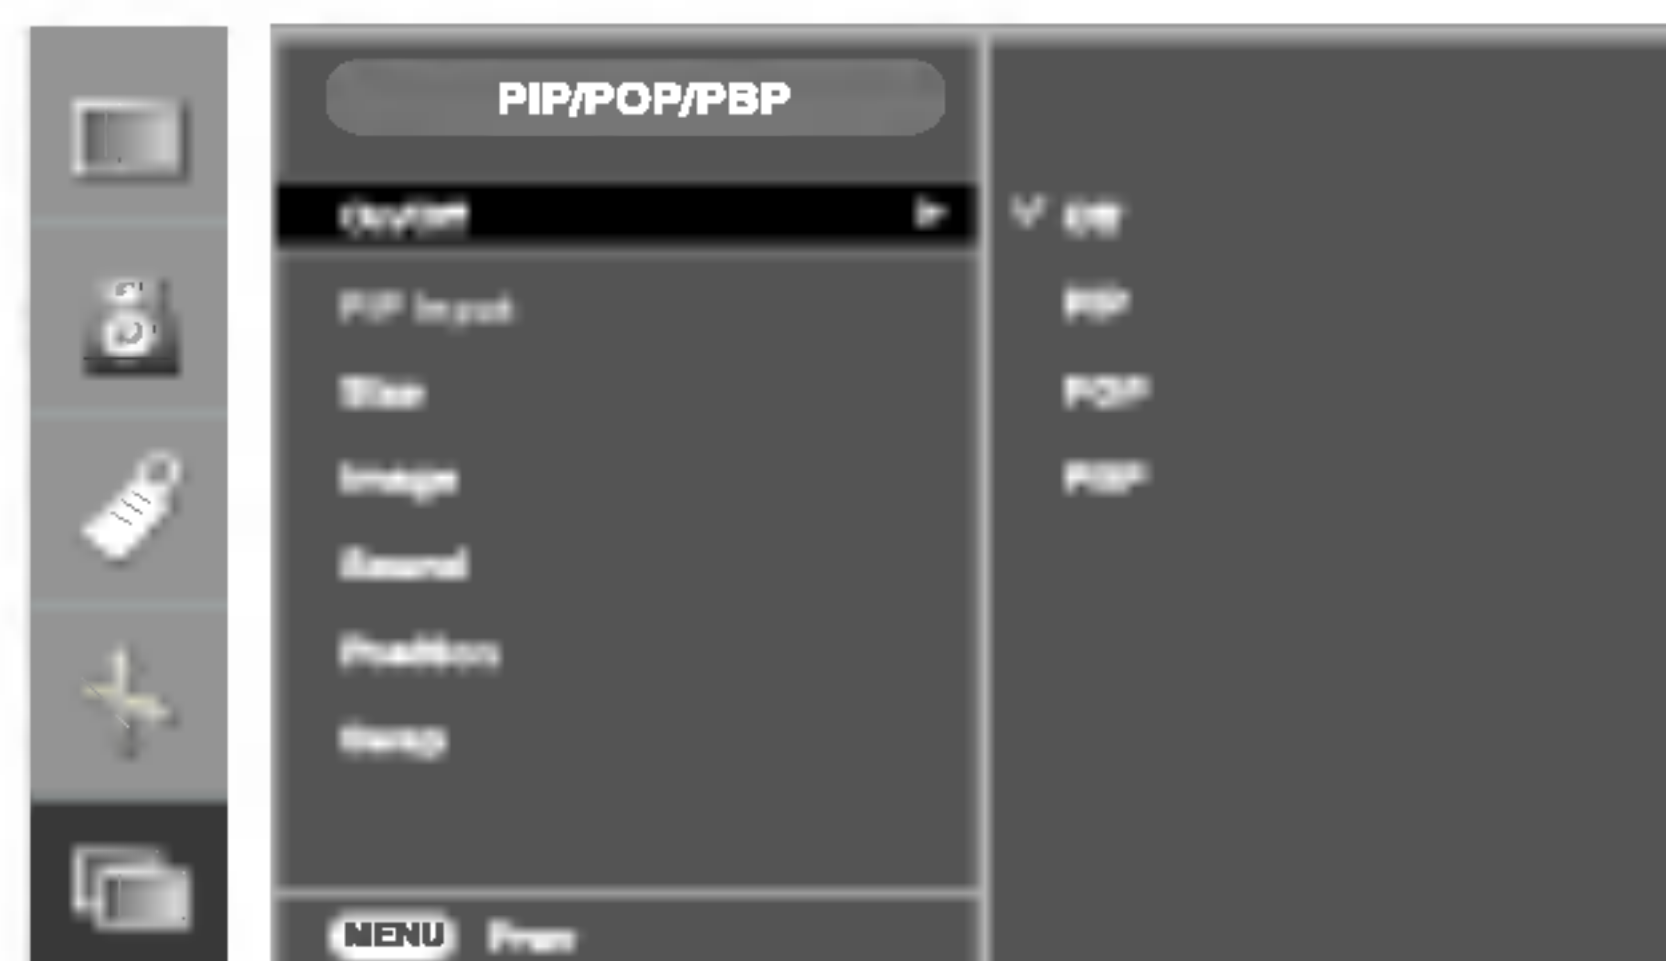 PIP/POP/PBP
On/Off
Off
PIP Input
PIP
Size
POP
Image
PBP
Sound
Position
Swap
MENU Prev